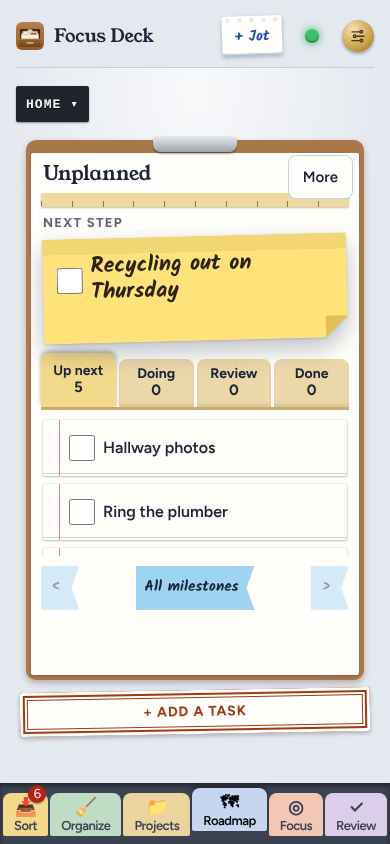 Focus Deck
+ Jot
HOME ▾
Unplanned
More
NEXT STEP
Recycling out on
Thursday
Up next
5
Doing
0
Review
0
Done
0
Hallway photos
Ring the plumber
<
All milestones
>
+ ADD A TASK
6
Sort
Organize
Projects
Roadmap
Focus
Review